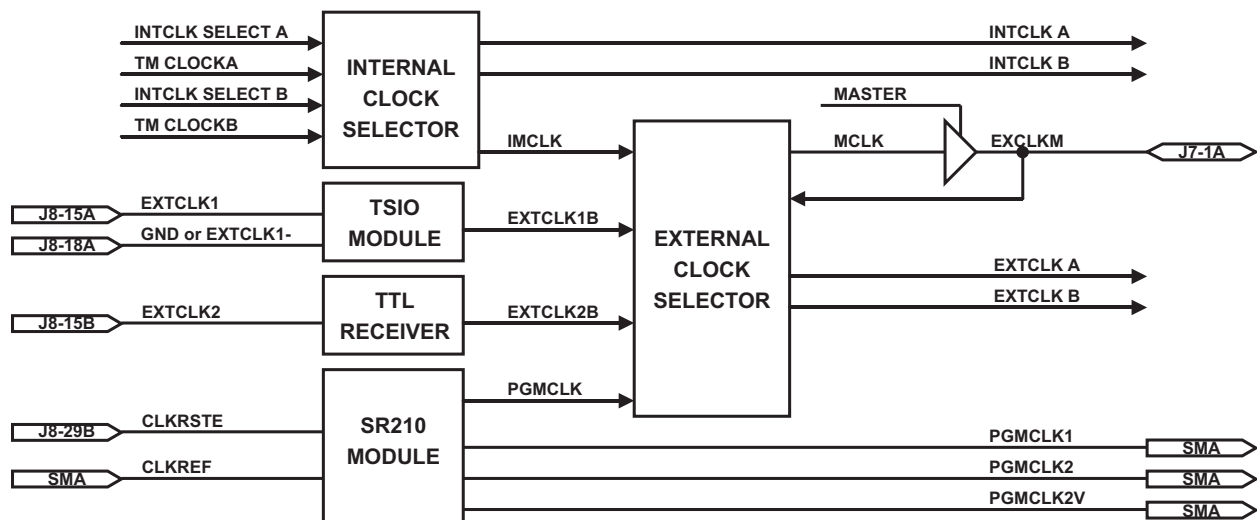 INTCLK SELECT A
TM CLOCKA
INTCLK SELECT B
TM CLOCKB
INTERNAL
CLOCK
SELECTOR
INTCLK A
INTCLK B
IMCLK
MASTER
MCLK
EXCLKM
J7-1A
J8-15A
EXTCLK1
J8-18A
GND or EXTCLK1-
TSIO
MODULE
EXTCLK1B
EXTERNAL
CLOCK
SELECTOR
EXTCLK A
EXTCLK B
J8-15B
EXTCLK2
TTL
RECEIVER
EXTCLK2B
PGMCLK
J8-29B
CLKRSTE
SMA
CLKREF
SR210
MODULE
PGMCLK1
SMA
PGMCLK2
SMA
PGMCLK2V
SMA